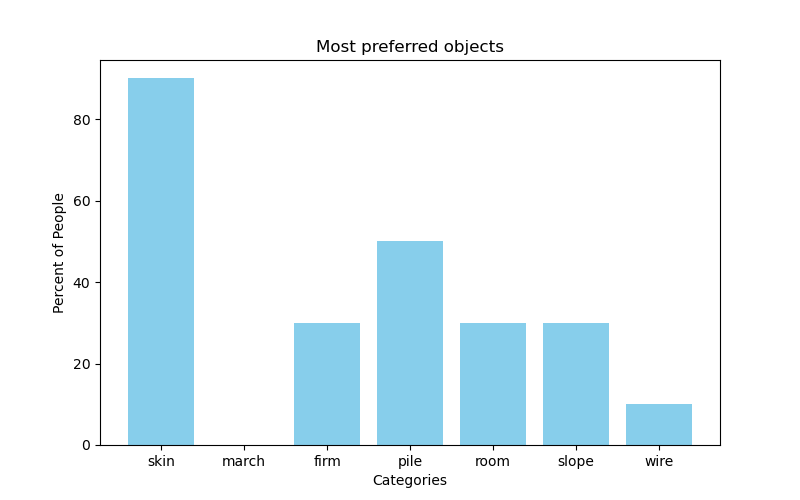 Most preferred objects
Percent of People
80
60
40
20
0
skin march firm pile room slope wire
Categories